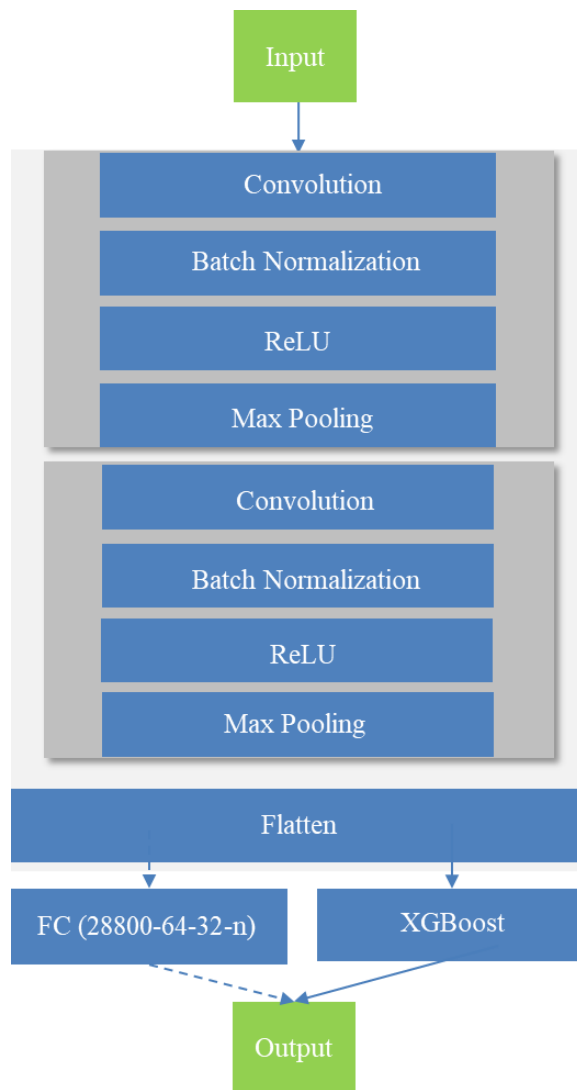 Input
Convolution
Batch Normalization
ReLU
Max Pooling
Convolution
Batch Normalization
ReLU
Max Pooling
Flatten
FC (28800-64-32-n)
XGBoost
Output